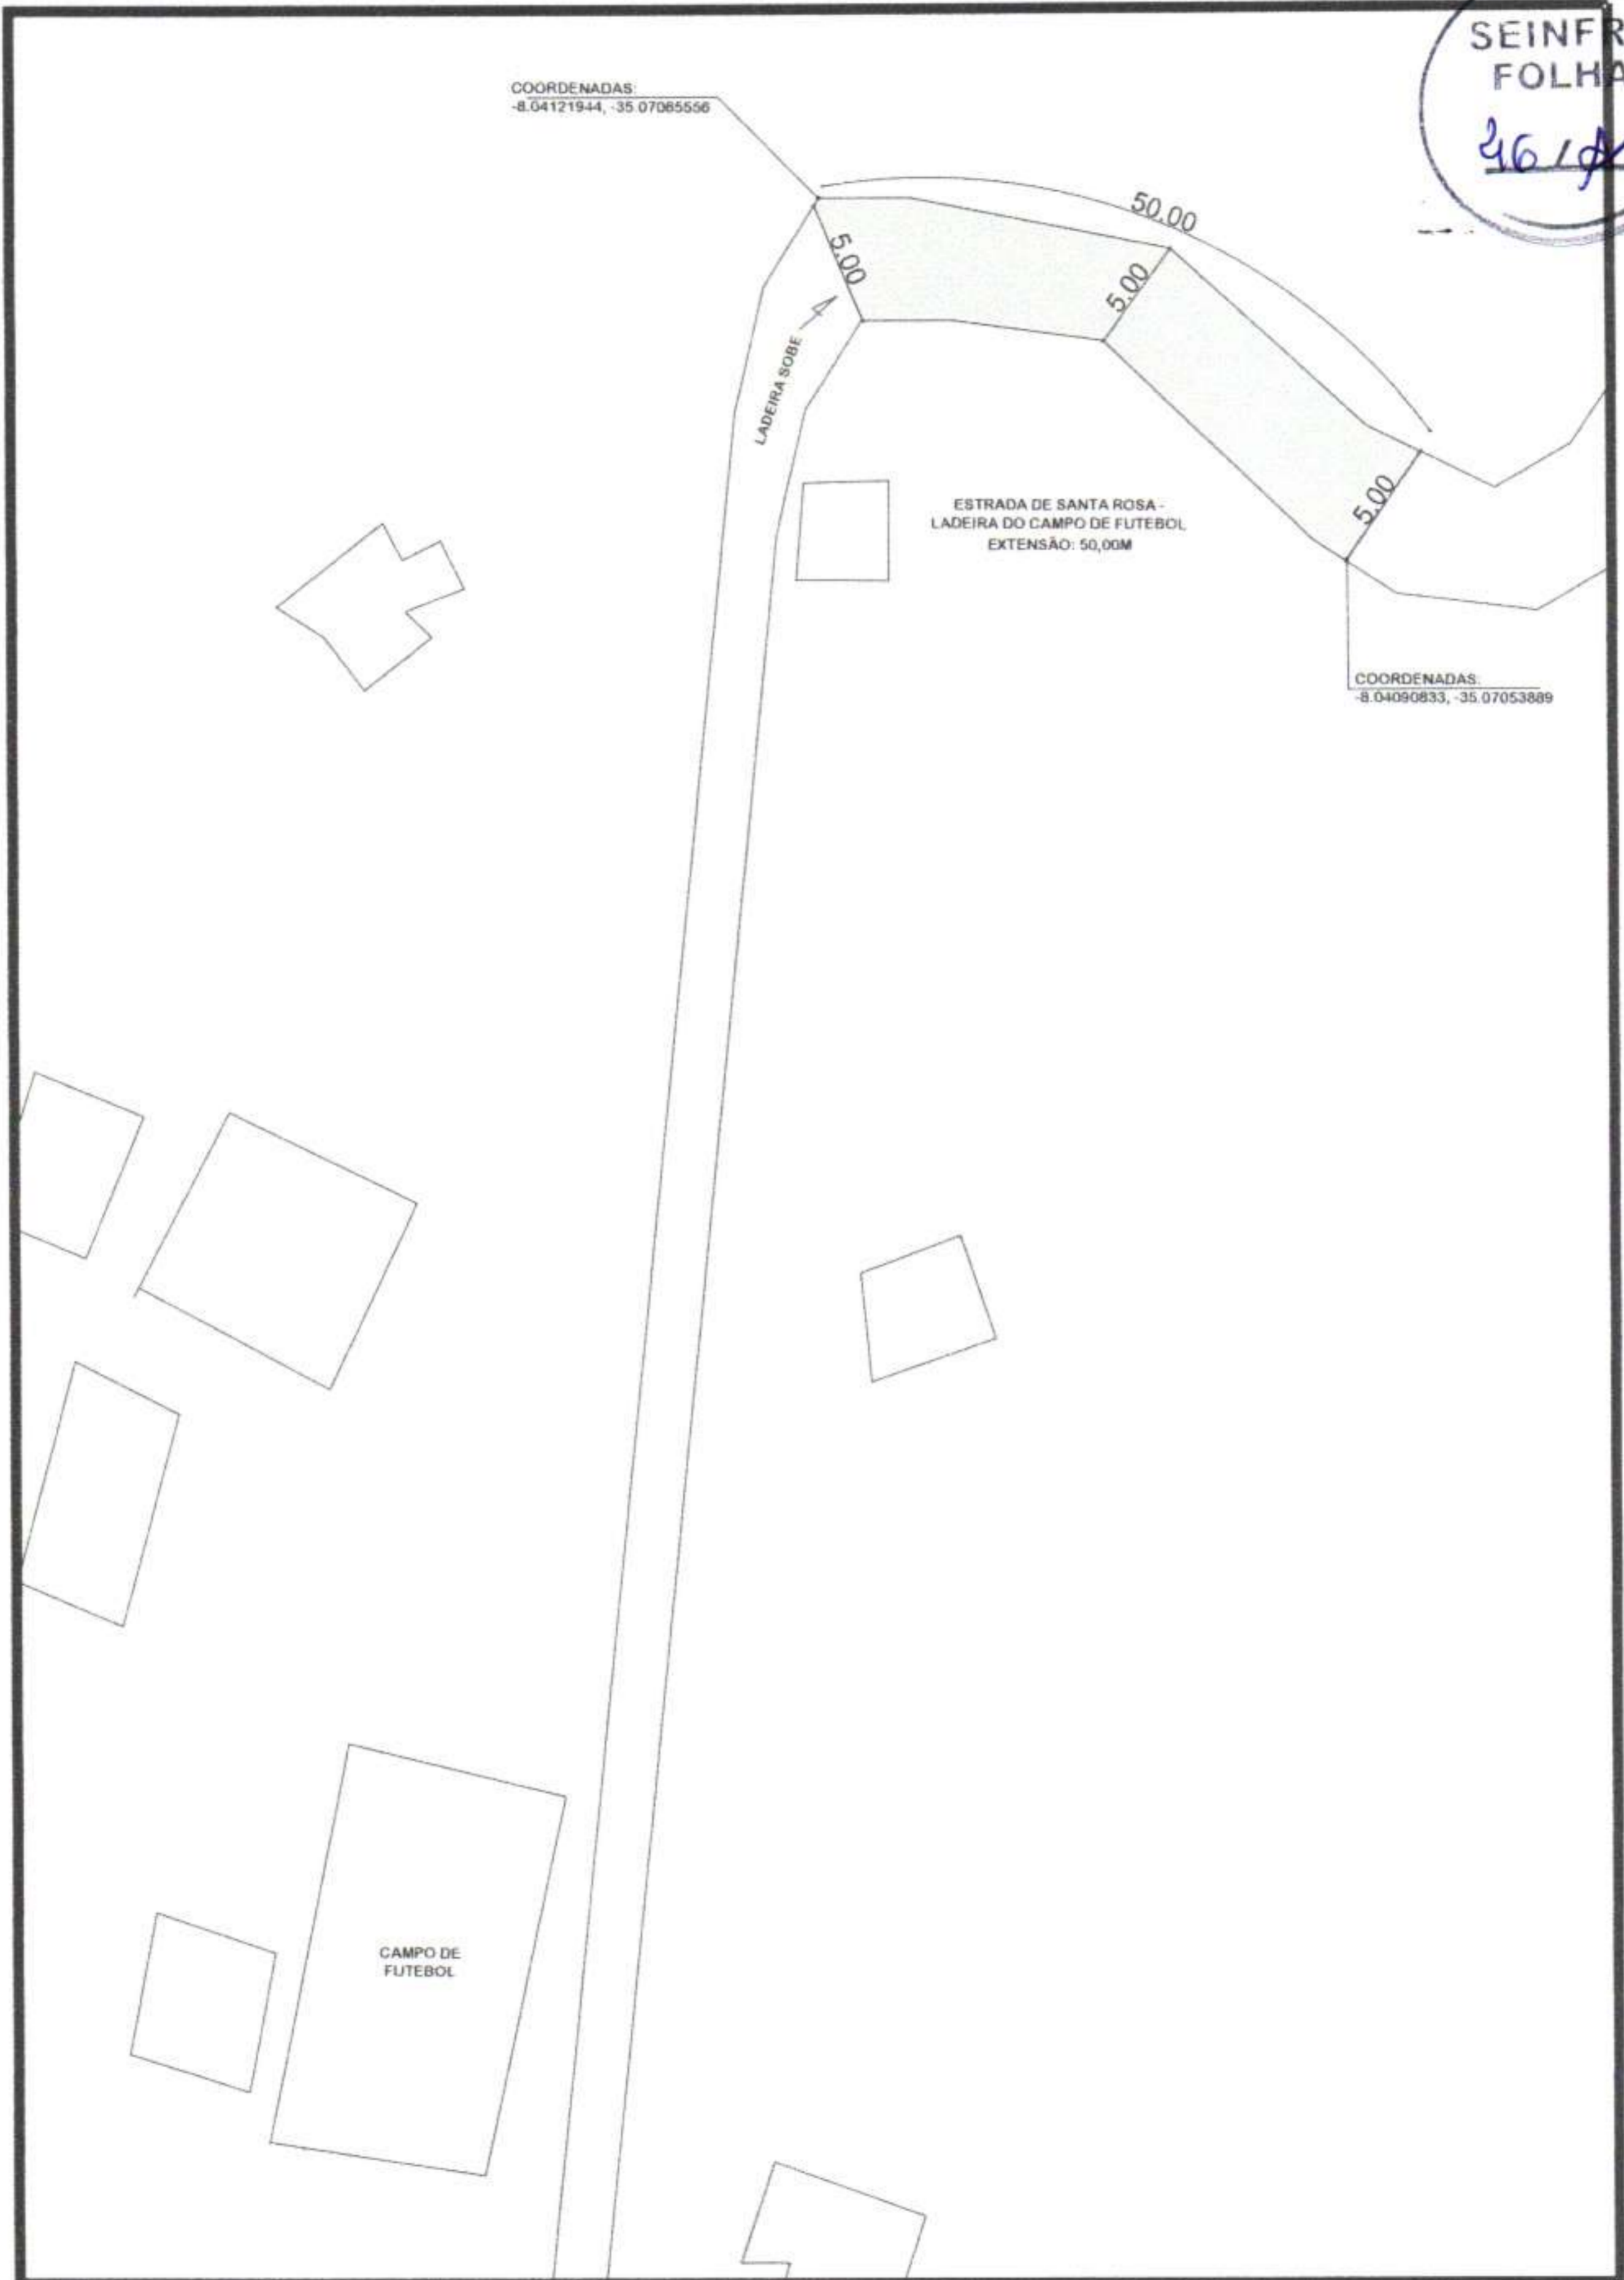 SEINFR
FOLHA
COORDENADAS:
-8.04121944, -35.07065556
50.00
5.00
5.00
LADEIRA SOBE
5.00
ESTRADA DE SANTA ROSA -
LADEIRA DO CAMPO DE FUTEBOL
EXTENSÃO: 50,00M
COORDENADAS:
-8.04090833, -35.07053889
CAMPO DE
FUTEBOL